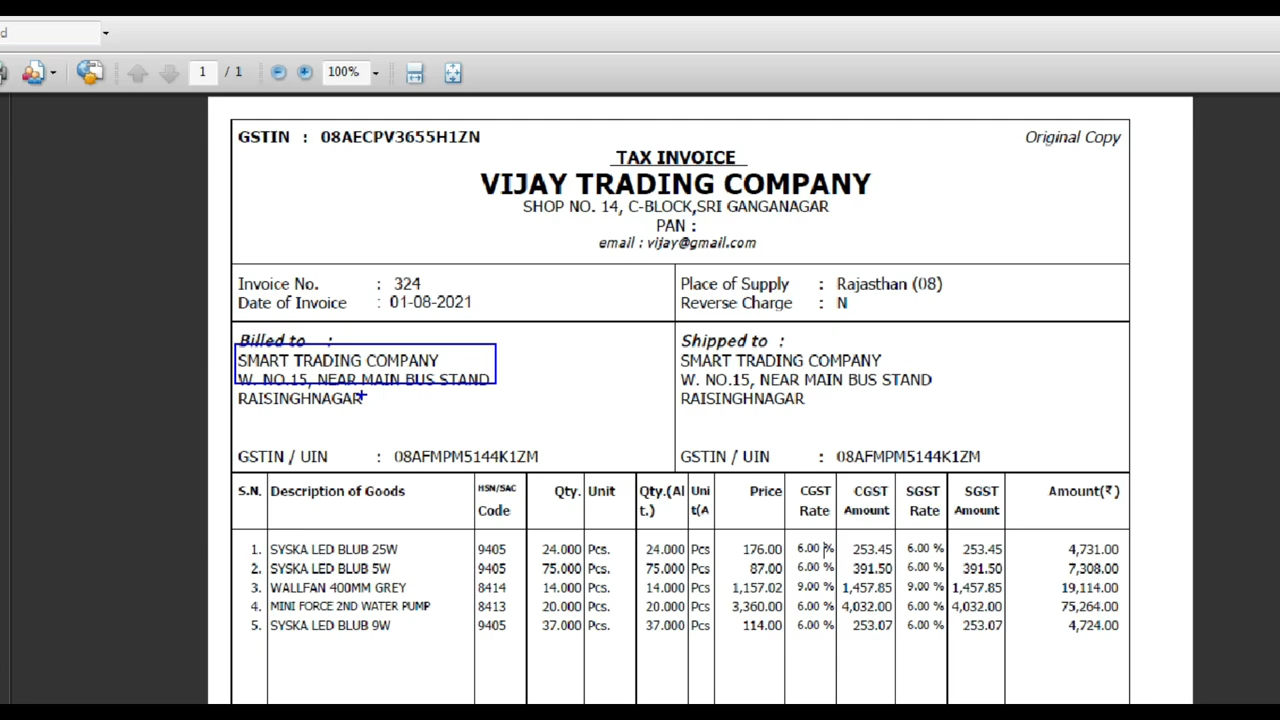 d
1 / 1 100%
GSTIN : 08AECPV3655H1ZN Original Copy
TAX INVOICE
VIJAY TRADING COMPANY
SHOP NO. 14, C-BLOCK,SRI GANGANAGAR
PAN :
email : vijay@gmail.com
Invoice No. : 324 Place of Supply : Rajasthan (08)
Date of Invoice : 01-08-2021 Reverse Charge : N
Billed to : Shipped to :
SMART TRADING COMPANY SMART TRADING COMPANY
W. NO.15, NEAR MAIN BUS STAND W. NO.15, NEAR MAIN BUS STAND
RAISINGHNAGAR RAISINGHNAGAR
GSTIN / UIN : 08AFMPM5144K1ZM GSTIN / UIN : 08AFMPM5144K1ZM
S.N. Description of Goods HSN/SAC Qty. Unit Qty.(Al Uni Price CGST CGST SGST SGST Amount(₹)
Code t.) t(A Rate Amount Rate Amount
1. SYSKA LED BLUB 25W 9405 24.000 Pcs. 24.000 Pcs 176.00 6.00 % 253.45 6.00 % 253.45 4,731.00
2. SYSKA LED BLUB 5W 9405 75.000 Pcs. 75.000 Pcs 87.00 6.00 % 391.50 6.00 % 391.50 7,308.00
3. WALLFAN 400MM GREY 8414 14.000 Pcs. 14.000 Pcs 1,157.02 9.00 % 1,457.85 9.00 % 1,457.85 19,114.00
4. MINI FORCE 2ND WATER PUMP 8413 20.000 Pcs. 20.000 Pcs 3,360.00 6.00 % 4,032.00 6.00 % 4,032.00 75,264.00
5. SYSKA LED BLUB 9W 9405 37.000 Pcs. 37.000 Pcs 114.00 6.00 % 253.07 6.00 % 253.07 4,724.00